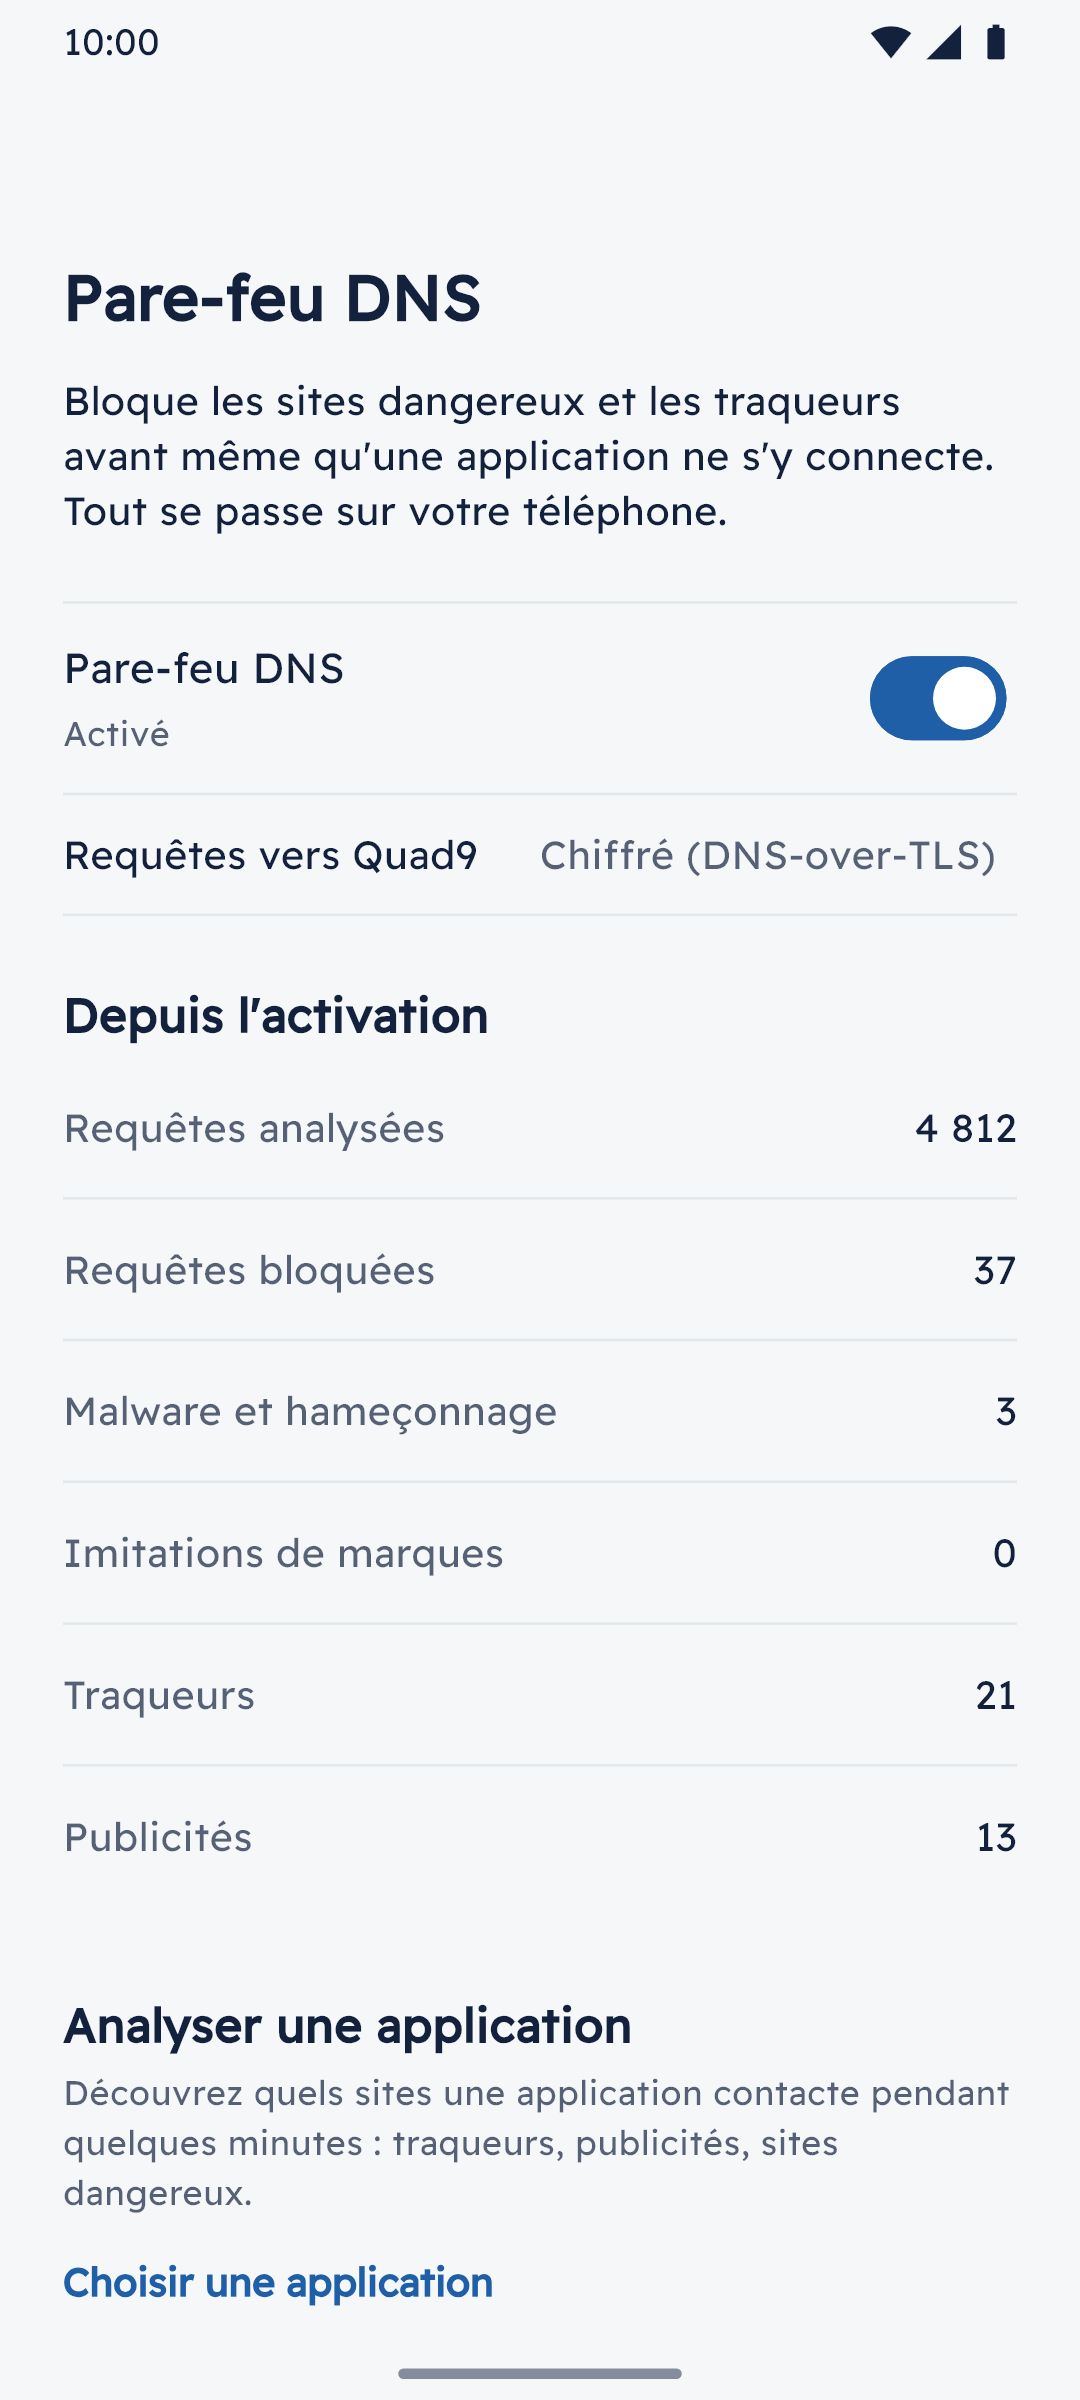 10:00
Pare-feu DNS
Bloque les sites dangereux et les traqueurs
avant même qu'une application ne s'y connecte.
Tout se passe sur votre téléphone.
Pare-feu DNS
Activé
Requêtes vers Quad9 Chiffré (DNS-over-TLS)
Depuis l'activation
Requêtes analysées 4 812
Requêtes bloquées 37
Malware et hameçonnage 3
Imitations de marques 0
Traqueurs 21
Publicités 13
Analyser une application
Découvrez quels sites une application contacte pendant
quelques minutes : traqueurs, publicités, sites
dangereux.
Choisir une application